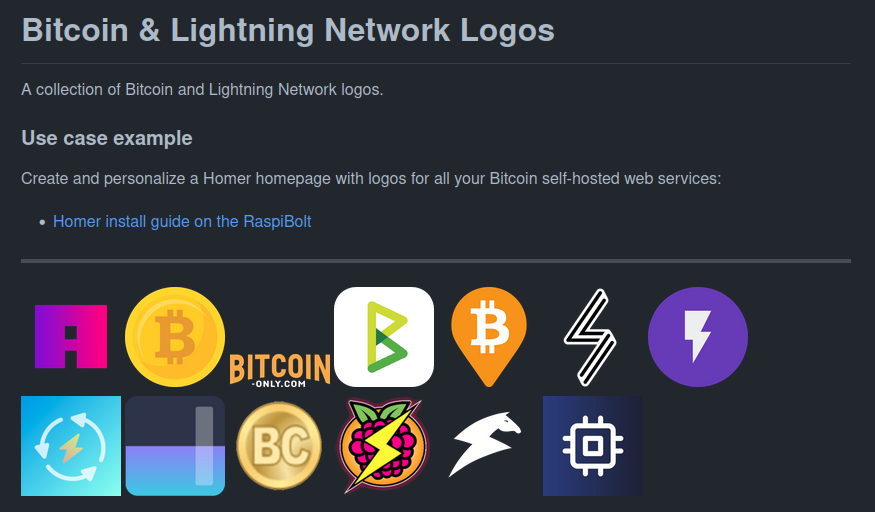 Bitcoin & Lightning Network Logos
A collection of Bitcoin and Lightning Network logos.
Use case example
Create and personalize a Homer homepage with logos for all your Bitcoin self-hosted web services:
Homer install guide on the RaspiBolt
BITCOIN
-ONLY.COM
BC